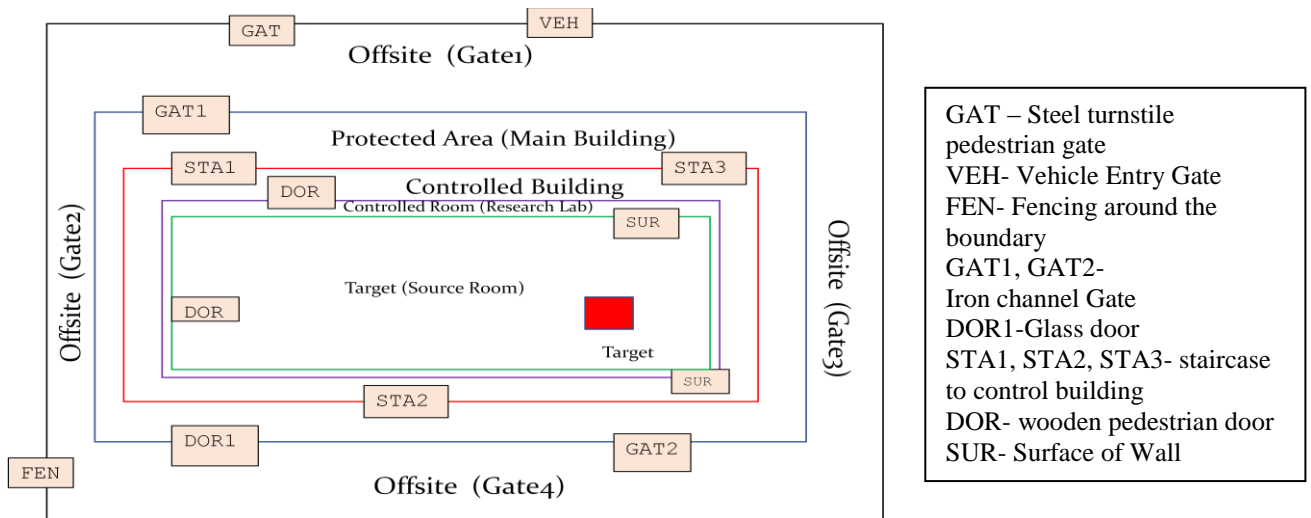 GAT
VEH
Offsite (Gate1)
GAT1
Protected Area (Main Building)
STA1
STA3
DOR
Controlled Building
Controlled Room (Research Lab)
SUR
Offsite (Gate2)
Target (Source Room)
DOR
Target
Offsite (Gate3)
SUR
STA2
DOR1
GAT2
FEN
Offsite (Gate4)
GAT – Steel turnstile
pedestrian gate
VEH- Vehicle Entry Gate
FEN- Fencing around the
boundary
GAT1, GAT2-
Iron channel Gate
DOR1-Glass door
STA1, STA2, STA3- staircase
to control building
DOR- wooden pedestrian door
SUR- Surface of Wall